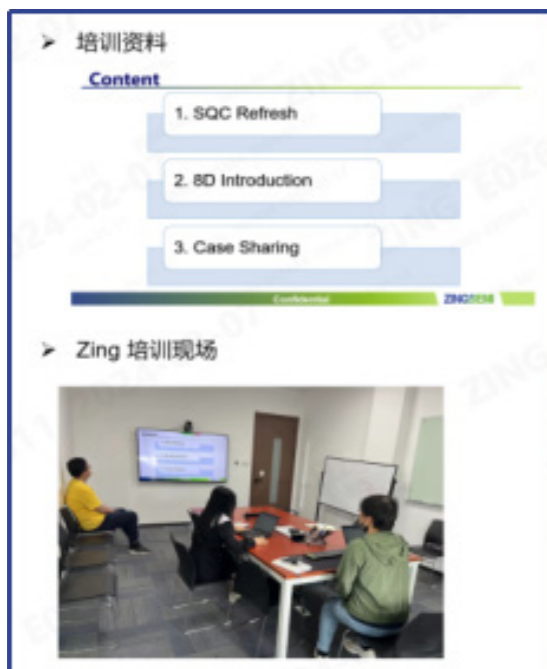 ➤ 培训资料
Content
1. SQC Refresh
2. 8D Introduction
3. Case Sharing
Confidential
ZINGSEMI
➤ Zing 培训现场